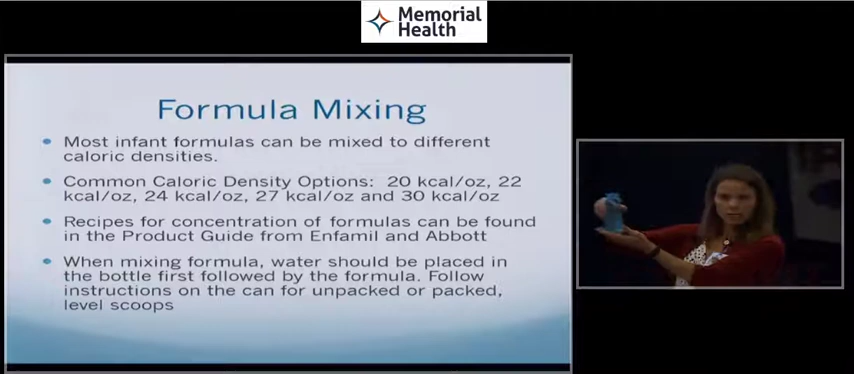 Memorial
Health
Formula Mixing
Most infant formulas can be mixed to different
caloric densities.
Common Caloric Density Options: 20 kcal/oz, 22
kcal/oz, 24 kcal/oz, 27 kcal/oz and 30 kcal/oz
Recipes for concentration of formulas can be found
in the Product Guide from Enfamil and Abbott
When mixing formula, water should be placed in
the bottle first followed by the formula. Follow
instructions on the can for unpacked or packed,
level scoops